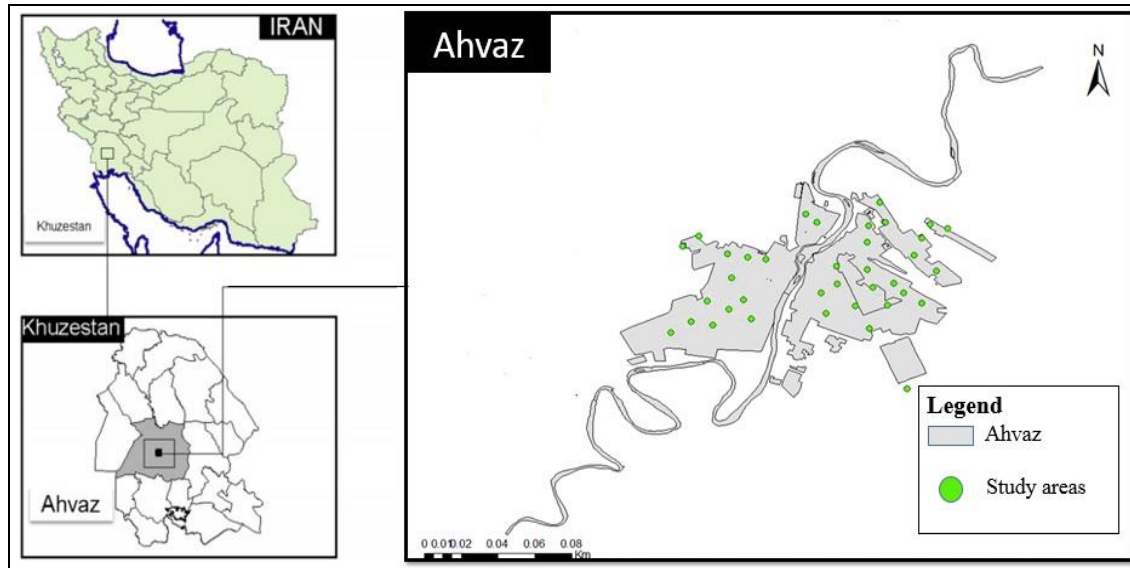 IRAN
Khuzestan
Khuzestan
Ahvaz
Ahvaz
N
Legend
Ahvaz
Study areas
0 0.01 0.02 0.04 0.06 0.08
Km